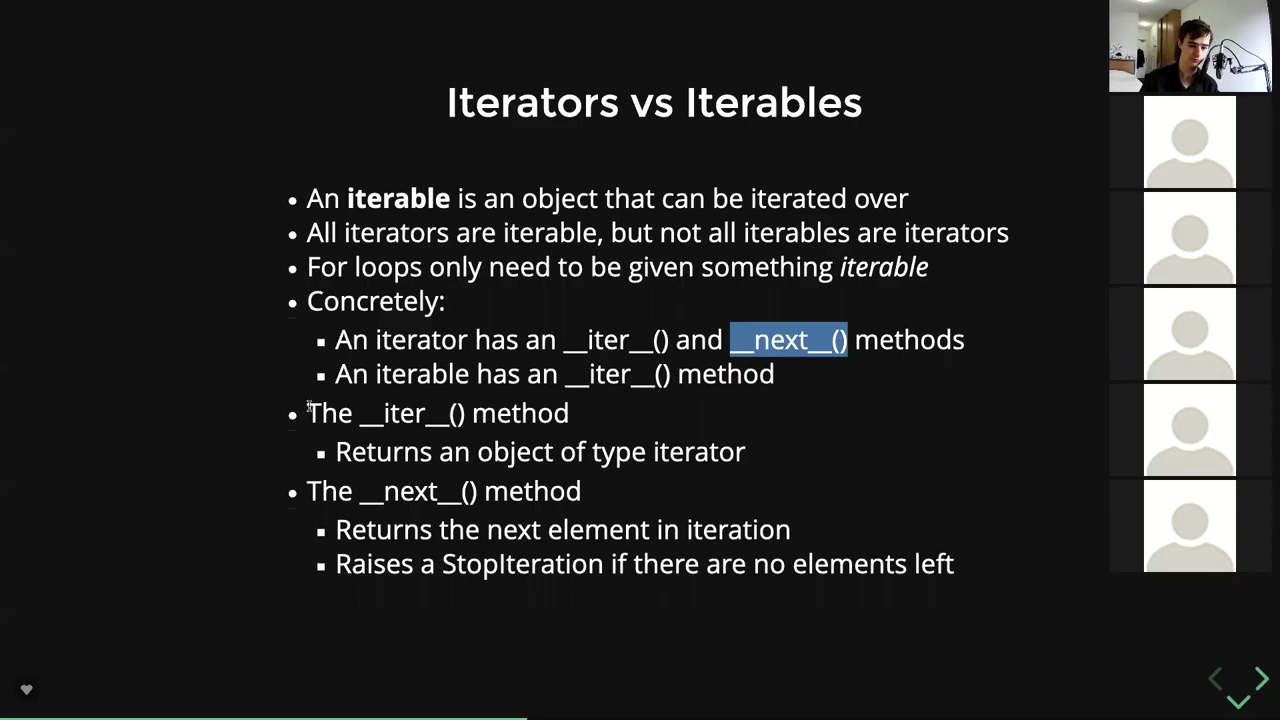 Iterators vs Iterables
An iterable is an object that can be iterated over
All iterators are iterable, but not all iterables are iterators
For loops only need to be given something iterable
Concretely:
An iterator has an __iter__() and __next__() methods
An iterable has an __iter__() method
The __iter__() method
Returns an object of type iterator
The __next__() method
Returns the next element in iteration
Raises a StopIteration if there are no elements left